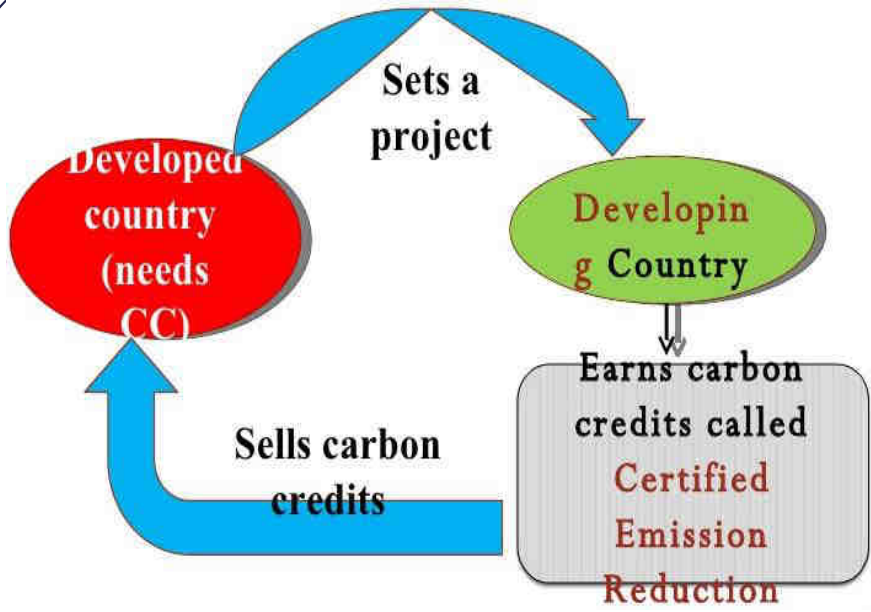 Sets a
project
Developed
country
(needs
CC)
Developin
g Country
Earns carbon
credits called
Certified
Emission
Reduction
Sells carbon
credits